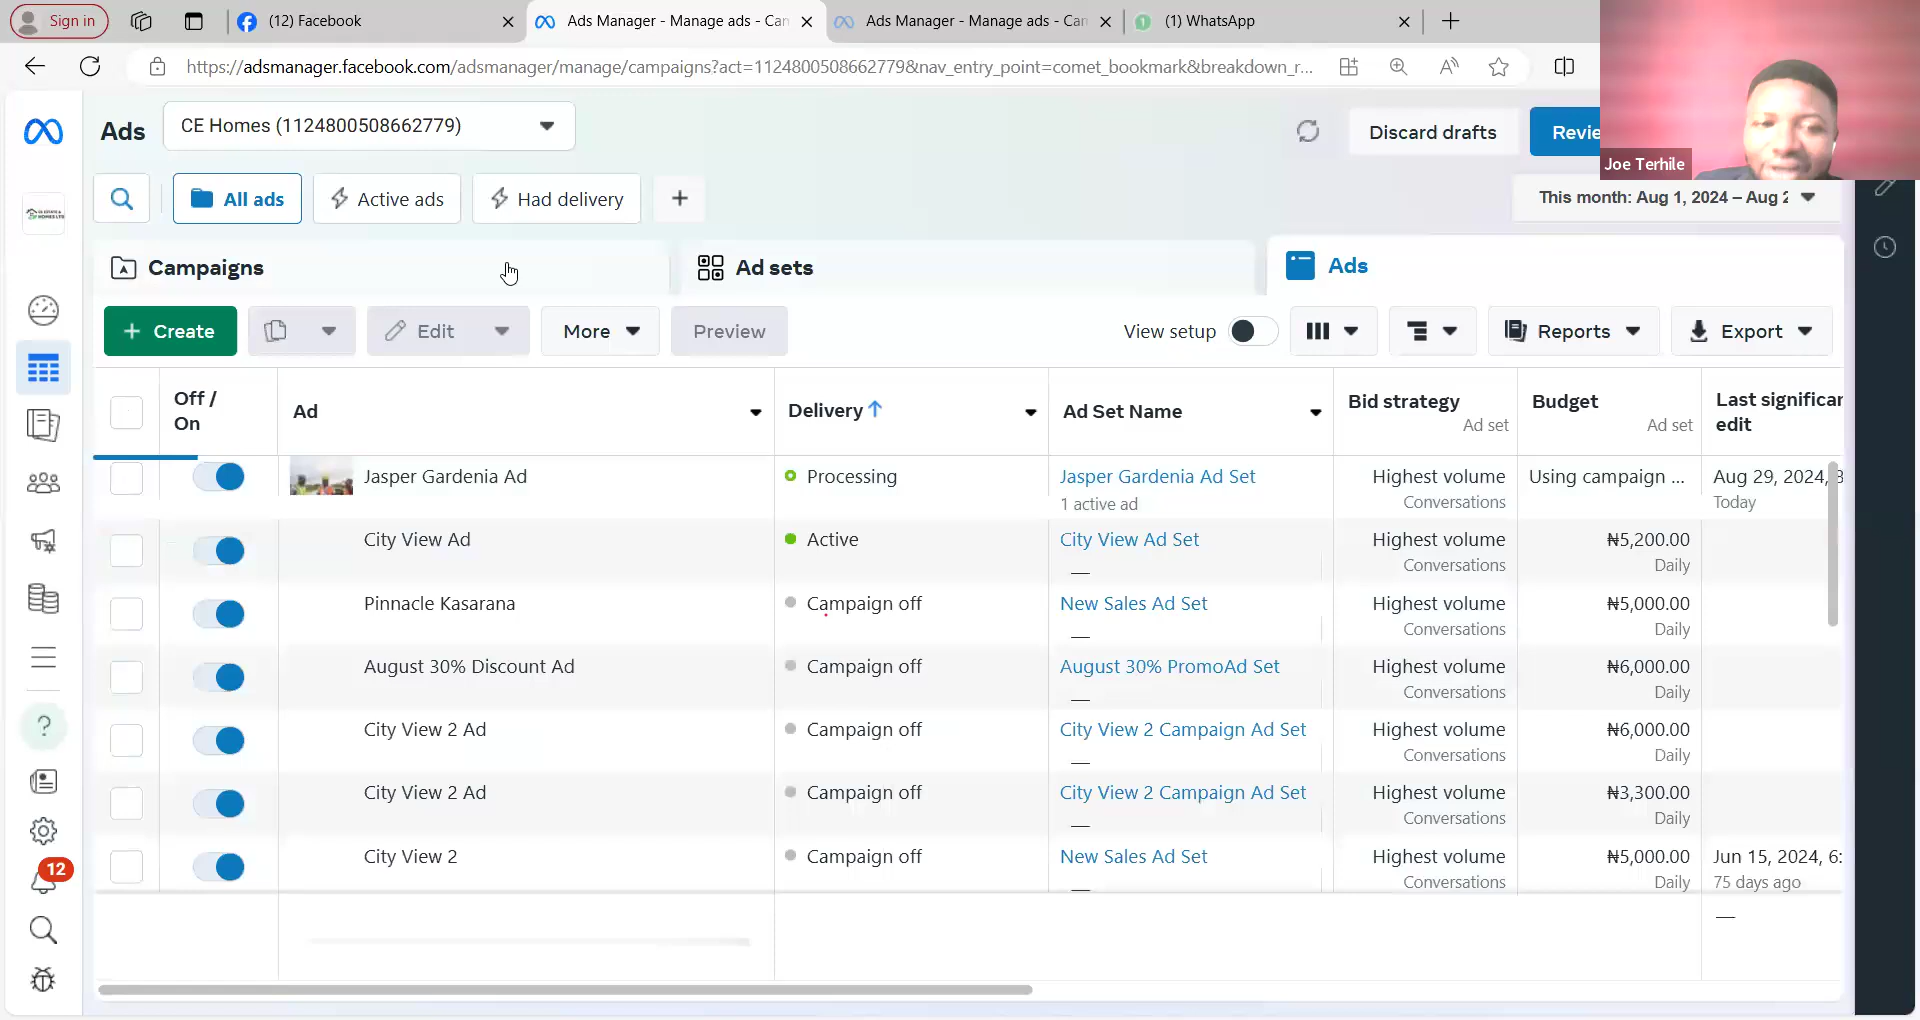 Sign in
(12) Facebook
Ads Manager - Manage ads - Can
Ads Manager - Manage ads - Can
(1) WhatsApp
https://adsmanager.facebook.com/adsmanager/manage/campaigns?act=1124800508662779&nav_entry_point=comet_bookmark&breakdown_r...
Ads
CE Homes (1124800508662779)
Discard drafts
Revie
Joe Terhile
All ads
Active ads
Had delivery
This month: Aug 1, 2024 – Aug 2
Campaigns
Ad sets
Ads
+ Create
Edit
More
Preview
View setup
Reports
Export
Off / On
Ad
Delivery ↑
Ad Set Name
Bid strategy
Ad set
Budget
Ad set
Last significan
edit
Jasper Gardenia Ad
Processing
Jasper Gardenia Ad Set
1 active ad
Highest volume
Conversations
Using campaign ...
Aug 29, 2024,
Today
City View Ad
Active
City View Ad Set
—
Highest volume
Conversations
₦5,200.00
Daily
Pinnacle Kasarana
Campaign off
New Sales Ad Set
—
Highest volume
Conversations
₦5,000.00
Daily
August 30% Discount Ad
Campaign off
August 30% PromoAd Set
—
Highest volume
Conversations
₦6,000.00
Daily
City View 2 Ad
Campaign off
City View 2 Campaign Ad Set
—
Highest volume
Conversations
₦6,000.00
Daily
City View 2 Ad
Campaign off
City View 2 Campaign Ad Set
—
Highest volume
Conversations
₦3,300.00
Daily
City View 2
Campaign off
New Sales Ad Set
—
Highest volume
Conversations
₦5,000.00
Daily
Jun 15, 2024, 6:
75 days ago
—
12